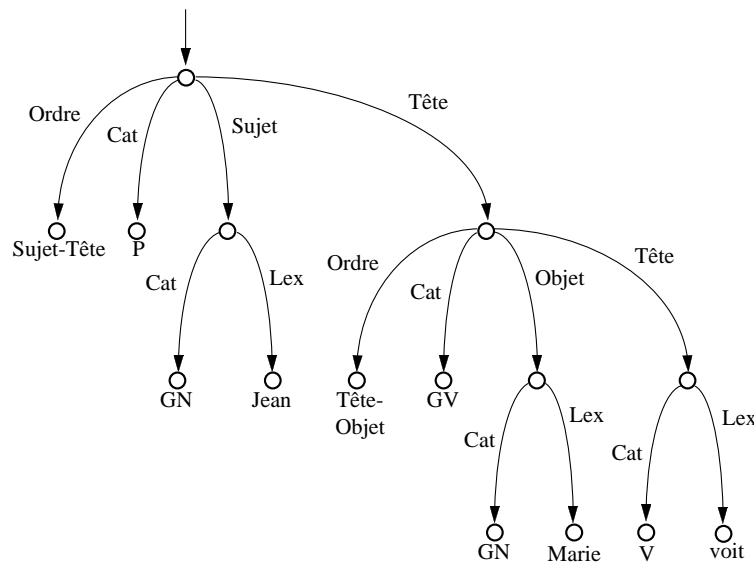 Tête
Ordre
Sujet
Cat
Sujet-Tête
P
Ordre
Objet
Tête
Cat
Lex
Cat
GN
Jean
Tête-
Objet
GV
Cat
Lex
Cat
Lex
GN
Marie
V
voit